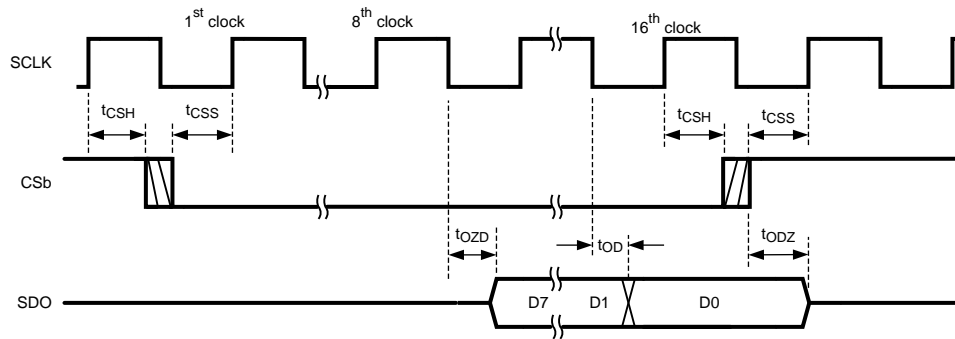 1st clock 8th clock 16th clock
SCLK
tCSH tCSS tCSH tCSS
CSb
tOZD tOD tODZ
SDO D7 D1 D0